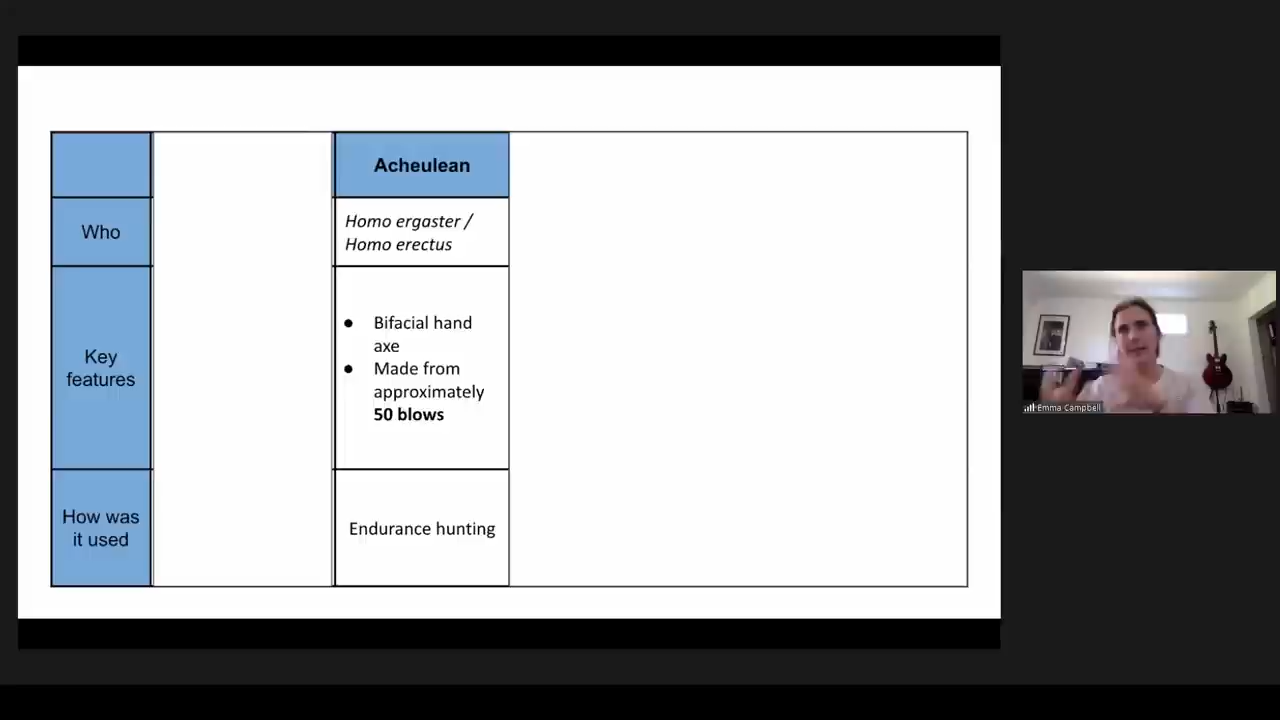 Acheulean
Who
Homo ergaster /
Homo erectus
Key
features
● Bifacial hand
axe
● Made from
approximately
50 blows
How was
it used
Endurance hunting
Emma Campbell